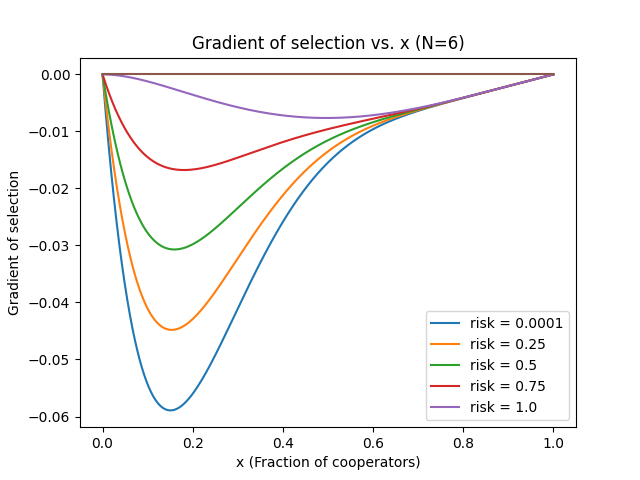 Gradient of selection vs. x (N=6)
Gradient of selection
0.00
−0.01
−0.02
−0.03
−0.04
−0.05
−0.06
risk = 0.0001
risk = 0.25
risk = 0.5
risk = 0.75
risk = 1.0
0.0 0.2 0.4 0.6 0.8 1.0
x (Fraction of cooperators)